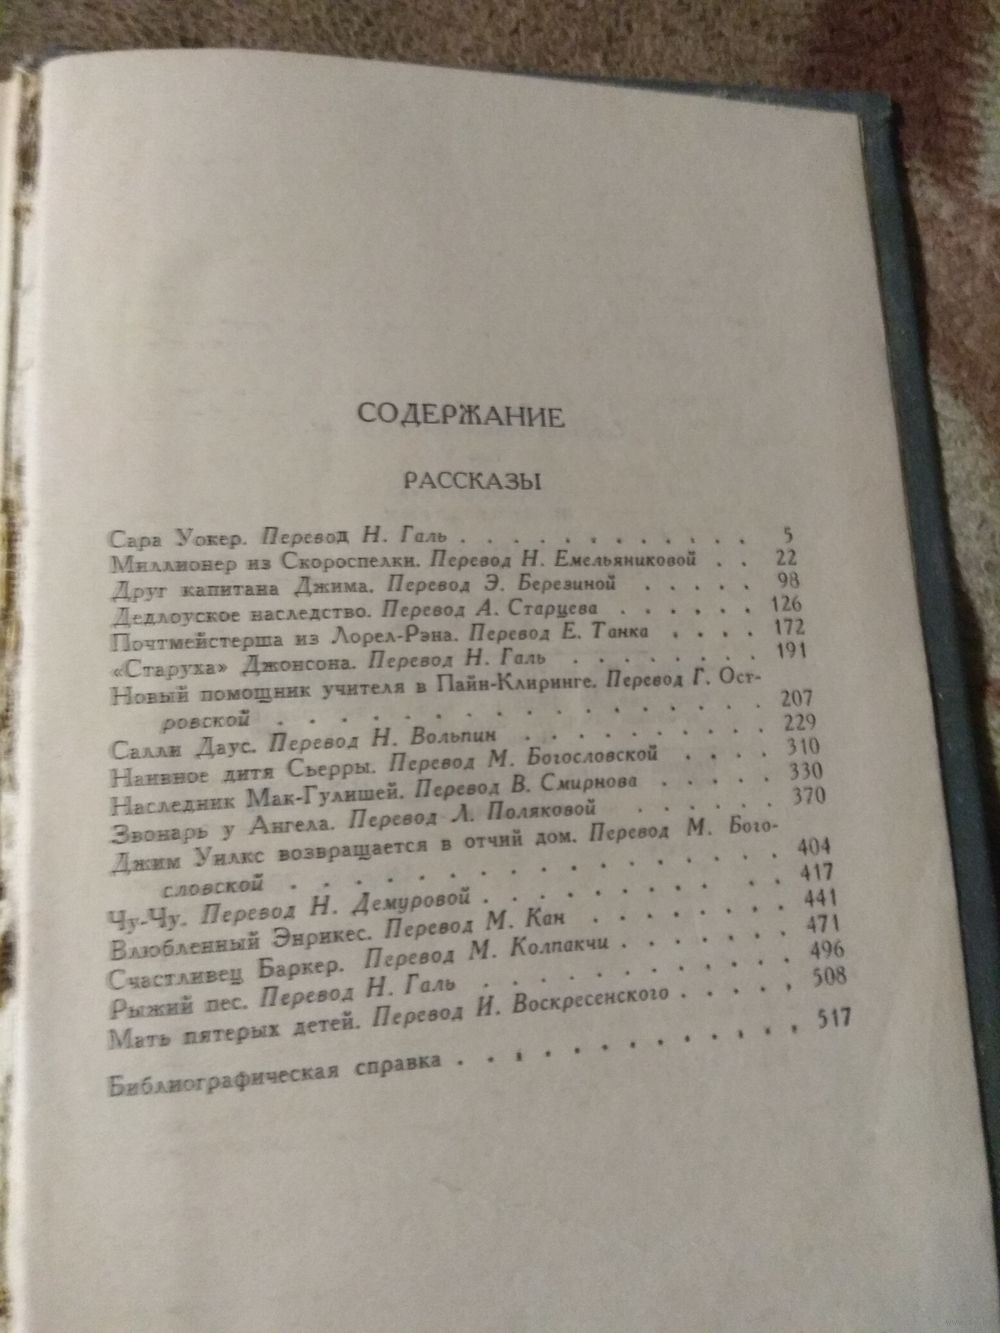 СОДЕРЖАНИЕ
РАССКАЗЫ
Сара Уокер. Перевод Н. Галь . . . . . . . . . . . 5
Миллионер из Скороспелки. Перевод Н. Емельяниковой . . 22
Друг капитана Джима. Перевод Э. Березиной . . . . . 98
Дедлоуское наследство. Перевод А. Старцева . . . . . 126
Почтмейстерша из Лорел-Рэна. Перевод Е. Танка . . . . 172
«Старуха» Джонсона. Перевод Н. Галь . . . . . . . 191
Новый помощник учителя в Пайн-Клиринге. Перевод Г. Ост-
ровской . . . . . . . . . . . . . . . . . 207
Салли Даус. Перевод Н. Вольпин . . . . . . . . . 229
Наивное дитя Сьерры. Перевод М. Богословской . . . . 310
Наследник Мак-Гулишей. Перевод В. Смирнова . . . . 330
Звонарь у Ангела. Перевод Л. Поляковой . . . . . . 370
Джим Уилкс возвращается в отчий дом. Перевод М. Бого-
словской . . . . . . . . . . . . . . . . 404
Чу-Чу. Перевод Н. Демуровой . . . . . . . . . . 417
Влюбленный Энрикес. Перевод М. Кан . . . . . . . 441
Счастливец Баркер. Перевод М. Колпакчи . . . . . . 471
Рыжий пес. Перевод Н. Галь . . . . . . . . . . . 496
Мать пятерых детей. Перевод И. Воскресенского . . . . . 508
Библиографическая справка . . . . . . . . . . . . 517